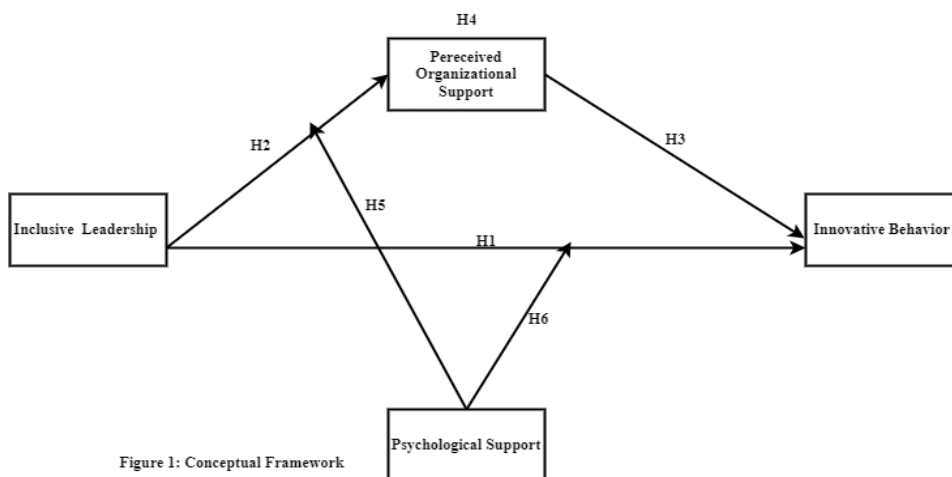 H4
Pereceived
Organizational
Support
H2
H3
H5
Inclusive Leadership
H1
Innovative Behavior
H6
Psychological Support
Figure 1: Conceptual Framework